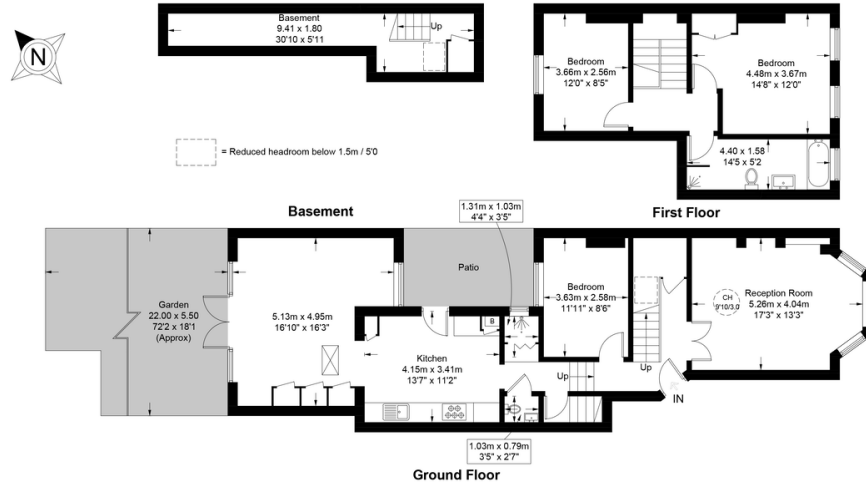 N
Basement
9.41 x 1.80
30'10 x 5'11
Up
= Reduced headroom below 1.5m / 5'0
Basement
Bedroom
3.66m x 2.56m
12'0" x 8'5"
Bedroom
4.48m x 3.67m
14'8" x 12'0"
4.40 x 1.58
14'5 x 5'2
First Floor
1.31m x 1.03m
4'4" x 3'5"
Garden
22.00 x 5.50
72'2 x 18'1
(Approx)
5.13m x 4.95m
16'10" x 16'3"
Patio
B
Kitchen
4.15m x 3.41m
13'7" x 11'2"
Bedroom
3.63m x 2.58m
11'11" x 8'6"
Up
Up
CH
9'10/3.0
Reception Room
5.26m x 4.04m
17'3" x 13'3"
IN
1.03m x 0.79m
3'5" x 2'7"
Ground Floor